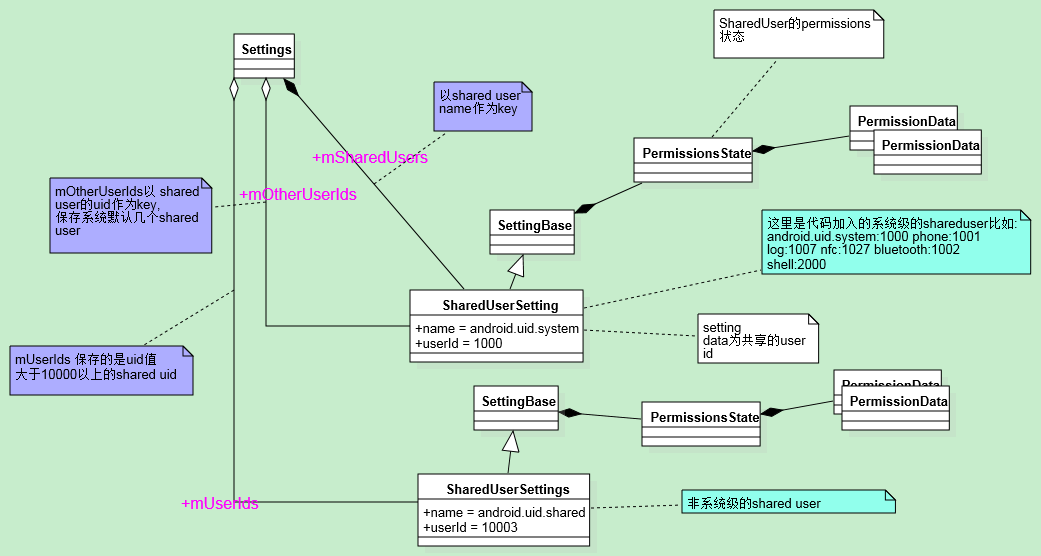 SharedUser的permissions
状态
Settings
以shared user
name作为key
PermissionData
PermissionData
PermissionsState
+mSharedUsers
mOtherUserIds以 shared
user的uid作为key,
保存系统默认几个shared
user
+mOtherUserIds
SettingBase
这里是代码加入的系统级的shareduser比如:
android.uid.system:1000 phone:1001
log:1007 nfc:1027 bluetooth:1002
shell:2000
SharedUserSetting
+name = android.uid.system
+userId = 1000
setting
data为共享的user
id
mUserIds 保存的是uid值
大于10000以上的shared uid
SettingBase
PermissionData
PermissionData
PermissionsState
SharedUserSettings
+name = android.uid.shared
+userId = 10003
+mUserIds
非系统级的shared user